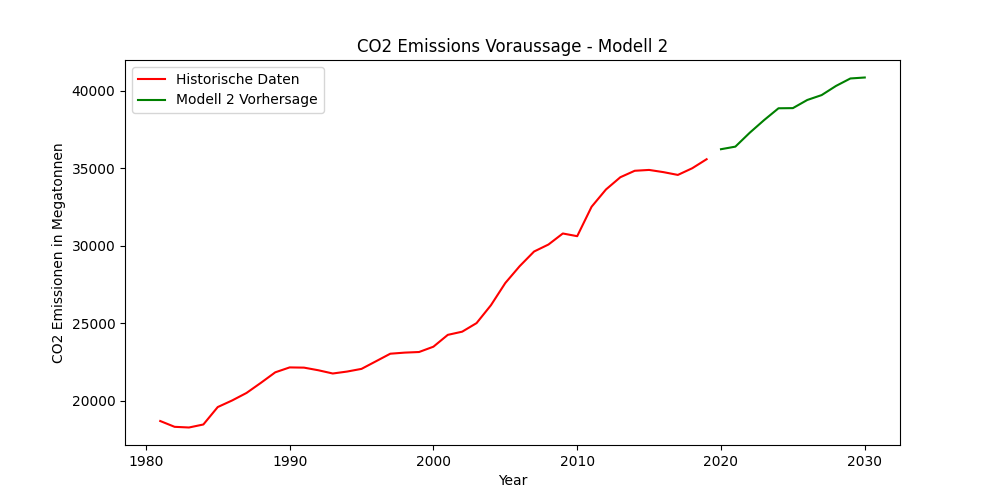 CO2 Emissions Voraussage - Modell 2
Historische Daten
Modell 2 Vorhersage
CO2 Emissionen in Megatonnen
40000
35000
30000
25000
20000
1980 1990 2000 2010 2020 2030
Year